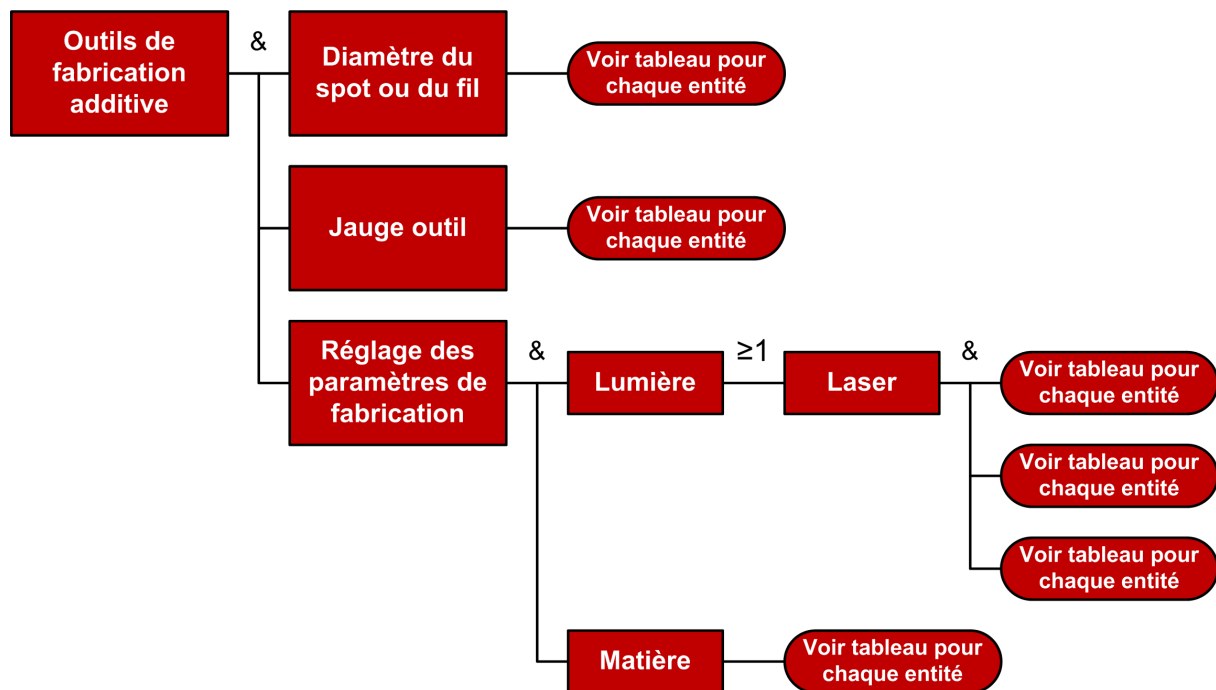 Outils de
fabrication
additive
&
Diamètre du
spot ou du fil
Voir tableau pour
chaque entité
Jauge outil
Voir tableau pour
chaque entité
Réglage des
paramètres de
fabrication
&
Lumière
≥1
Laser
&
Voir tableau pour
chaque entité
Voir tableau pour
chaque entité
Voir tableau pour
chaque entité
Matière
Voir tableau pour
chaque entité